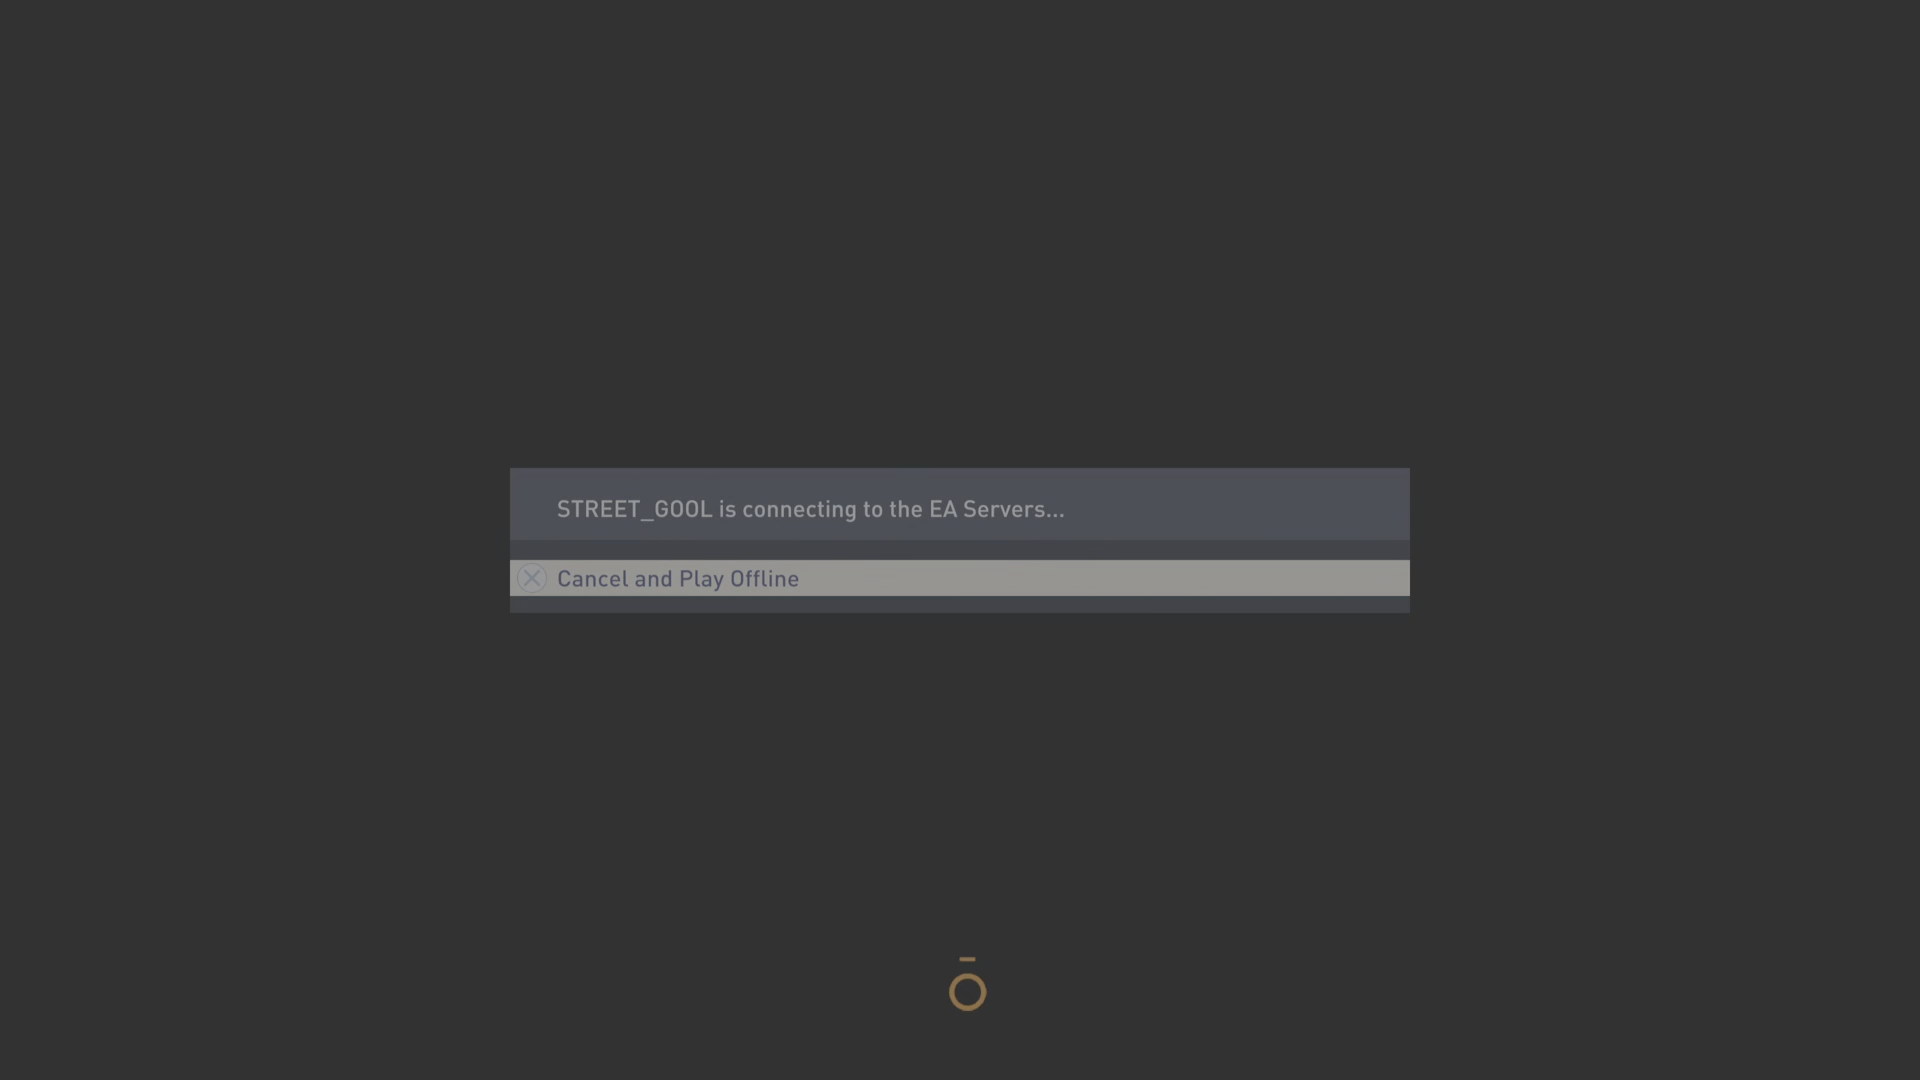 STREET_GOOL is connecting to the EA Servers...
Cancel and Play Offline